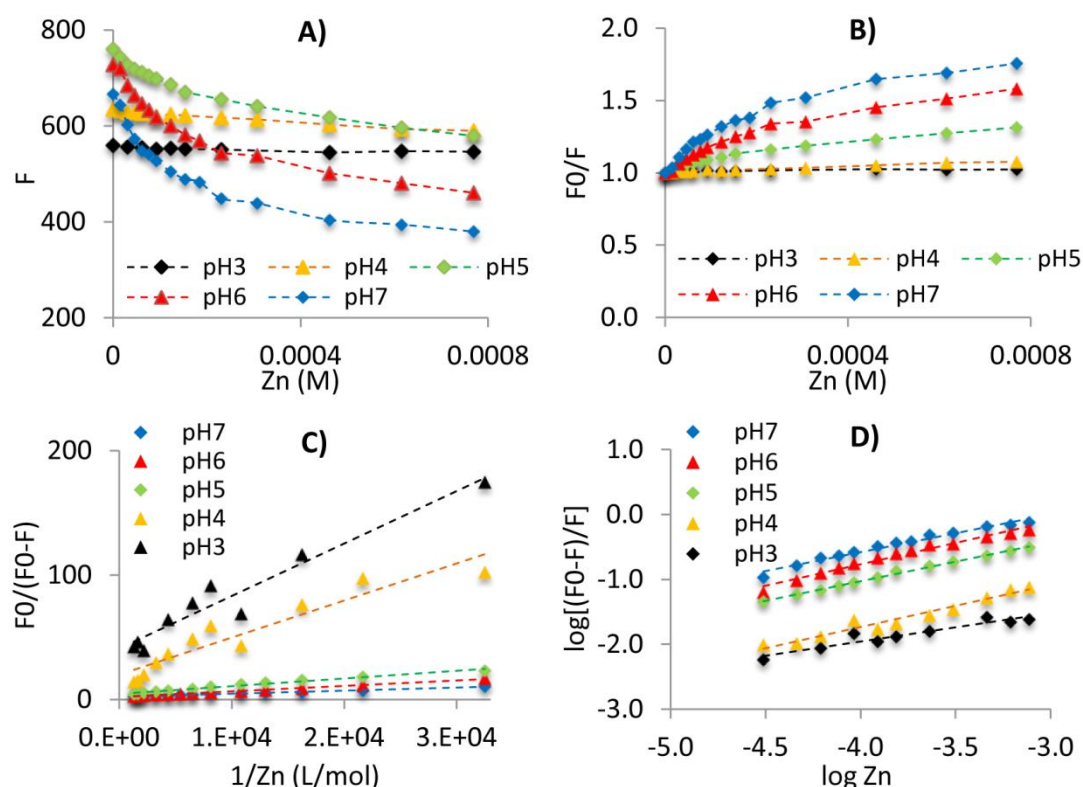 A)
F
800
600
400
200
0
0.0004
0.0008
Zn (M)
pH3
pH4
pH5
pH6
pH7
B)
F0/F
2.0
1.5
1.0
0.5
0.0
0
0.0004
0.0008
Zn (M)
pH3
pH4
pH5
pH6
pH7
C)
F0/(F0-F)
200
100
0
0.E+00
1.E+04
2.E+04
3.E+04
1/Zn (L/mol)
pH7
pH6
pH5
pH4
pH3
D)
log[(F0-F)/F]
1.0
0.0
-1.0
-2.0
-3.0
-5.0
-4.5
-4.0
-3.5
-3.0
log Zn
pH7
pH6
pH5
pH4
pH3